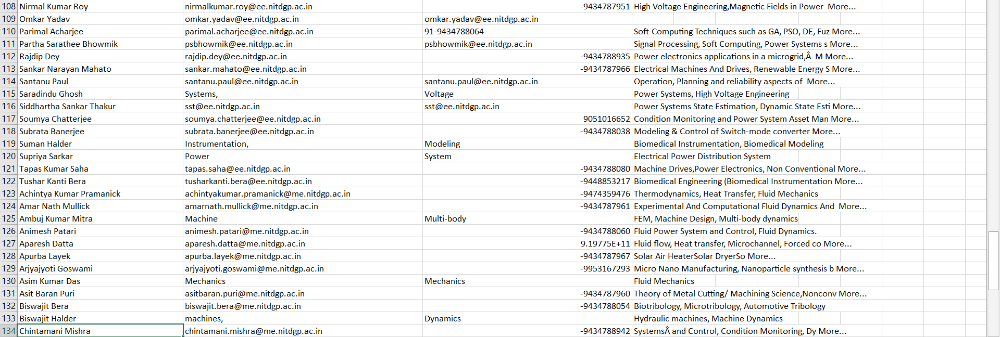 108 Nirmal Kumar Roy nirmalkumar.roy@ee.nitdgp.ac.in -9434787951 High Voltage Engineering,Magnetic Fields in Power More...
109 Omkar Yadav omkar.yadav@ee.nitdgp.ac.in omkar.yadav@ee.nitdgp.ac.in
110 Parimal Acharjee parimal.acharjee@ee.nitdgp.ac.in 91-9434788064 Soft-Computing Techniques such as GA, PSO, DE, Fuz More...
111 Partha Sarathee Bhowmik psbhowmik@ee.nitdgp.ac.in psbhowmik@ee.nitdgp.ac.in Signal Processing, Soft Computing, Power Systems s More...
112 Rajdip Dey rajdip.dey@ee.nitdgp.ac.in -9434788935 Power electronics applications in a microgrid,Â M More...
113 Sankar Narayan Mahato sankar.mahato@ee.nitdgp.ac.in -9434787966 Electrical Machines And Drives, Renewable Energy S More...
114 Santanu Paul santanu.paul@ee.nitdgp.ac.in santanu.paul@ee.nitdgp.ac.in Operation, Planning and reliability aspects of More...
115 Saradindu Ghosh Systems, Voltage Power Systems, High Voltage Engineering
116 Siddhartha Sankar Thakur sst@ee.nitdgp.ac.in sst@ee.nitdgp.ac.in Power Systems State Estimation, Dynamic State Esti More...
117 Soumya Chatterjee soumya.chatterjee@ee.nitdgp.ac.in 9051016652 Condition Monitoring and Power System Asset Man More...
118 Subrata Banerjee subrata.banerjee@ee.nitdgp.ac.in -9434788038 Modeling & Control of Switch-mode converter More...
119 Suman Halder Instrumentation, Modeling Biomedical Instrumentation, Biomedical Modeling
120 Supriya Sarkar Power System Electrical Power Distribution System
121 Tapas Kumar Saha tapas.saha@ee.nitdgp.ac.in -9434788080 Machine Drives,Power Electronics, Non Conventional More...
122 Tushar Kanti Bera tusharkanti.bera@ee.nitdgp.ac.in -9448853217 Biomedical Engineering (Biomedical Instrumentation More...
123 Achintya Kumar Pramanick achintyakumar.pramanick@me.nitdgp.ac.in -9474359476 Thermodynamics, Heat Transfer, Fluid Mechanics
124 Amar Nath Mullick amarnath.mullick@me.nitdgp.ac.in -9434787961 Experimental And Computational Fluid Dynamics And More...
125 Ambuj Kumar Mitra Machine Multi-body FEM, Machine Design, Multi-body dynamics
126 Animesh Patari animesh.patari@me.nitdgp.ac.in -9434788060 Fluid Power System and Control, Fluid Dynamics.
127 Aparesh Datta aparesh.datta@me.nitdgp.ac.in 9.19775E+11 Fluid flow, Heat transfer, Microchannel, Forced co More...
128 Apurba Layek apurba.layek@me.nitdgp.ac.in -9434787967 Solar Air HeaterSolar DryerSo More...
129 Arjyajyoti Goswami arjyajyoti.goswami@me.nitdgp.ac.in -9953167293 Micro Nano Manufacturing, Nanoparticle synthesis b More...
130 Asim Kumar Das Mechanics Mechanics Fluid Mechanics
131 Asit Baran Puri asitbaran.puri@me.nitdgp.ac.in -9434787960 Theory of Metal Cutting/ Machining Science,Nonconv More...
132 Biswajit Bera biswajit.bera@me.nitdgp.ac.in -9434788054 Biotribology, Microtribology, Automotive Tribology
133 Biswajit Halder machines, Dynamics Hydraulic machines, Machine Dynamics
134 Chintamani Mishra chintamani.mishra@me.nitdgp.ac.in -9434788942 SystemsÂ and Control, Condition Monitoring, Dy More...